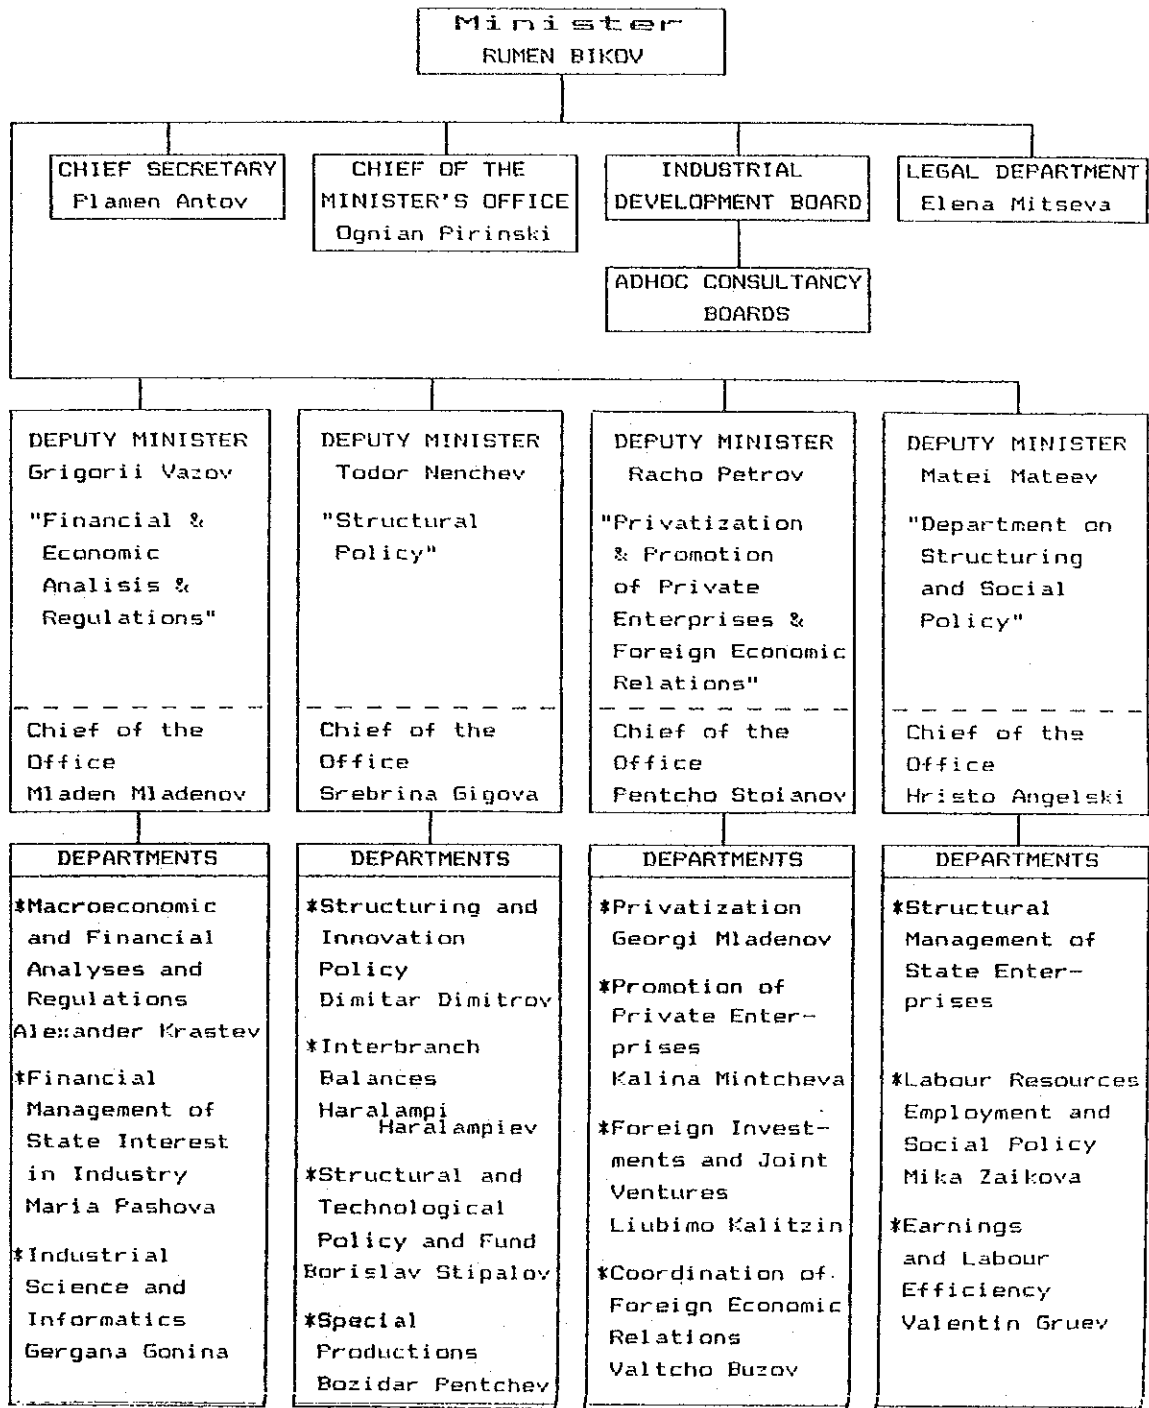 Minister
RUMEN BIKOV
CHIEF SECRETARY
Plamen Antov
CHIEF OF THE
MINISTER'S OFFICE
Ognian Pirinski
INDUSTRIAL
DEVELOPMENT BOARD
LEGAL DEPARTMENT
Elena Mitseva
ADHOC CONSULTANCY
BOARDS
DEPUTY MINISTER
Grigorii Vazov
"Financial &
Economic
Analisis &
Regulations"
Chief of the
Office
Mladen Mladenov
DEPUTY MINISTER
Todor Nenchev
"Structural
Policy"
Chief of the
Office
Srebrina Gigova
DEPUTY MINISTER
Racho Petrov
"Privatization
& Promotion
of Private
Enterprises &
Foreign Economic
Relations"
Chief of the
Office
Pentcho Stoianov
DEPUTY MINISTER
Matei Mateev
"Department on
Structuring
and Social
Policy"
Chief of the
Office
Hristo Angelski
DEPARTMENTS
*Macroeconomic
and Financial
Analyses and
Regulations
Alexander Krastev
*Financial
Management of
State Interest
in Industry
Maria Pashova
*Industrial
Science and
Informatics
Gergana Gonina
DEPARTMENTS
*Structuring and
Innovation
Policy
Dimitar Dimitrov
*Interbranch
Balances
Haralampi
Haralampiev
*Structural and
Technological
Policy and Fund
Borislav Stipalov
*Special
Productions
Bozidar Pentchev
DEPARTMENTS
*Privatization
Georgi Mladenov
*Promotion of
Private Enter-
prises
Kalina Mintcheva
*Foreign Invest-
ments and Joint
Ventures
Liubimo Kalitzin
*Coordination of
Foreign Economic
Relations
Valtcho Buzov
DEPARTMENTS
*Structural
Management of
State Enter-
prises
*Labour Resources
Employment and
Social Policy
Mika Zaikova
*Earnings
and Labour
Efficiency
Valentin Gruev